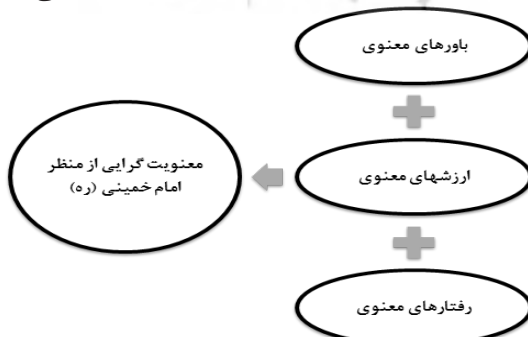 باورهای معنوی
معنویت گرایی از منظر
امام خمینی (ره)
ارزشهای معنوی
رفتارهای معنوی